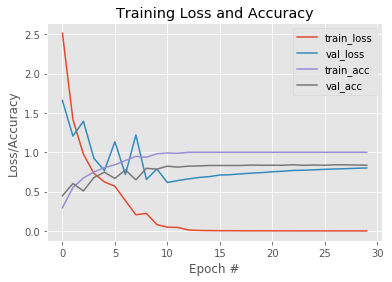 Training Loss and Accuracy
train_loss
val_loss
train_acc
val_acc
Loss/Accuracy
2.5
2.0
1.5
1.0
0.5
0.0
0 5 10 15 20 25 30
Epoch #